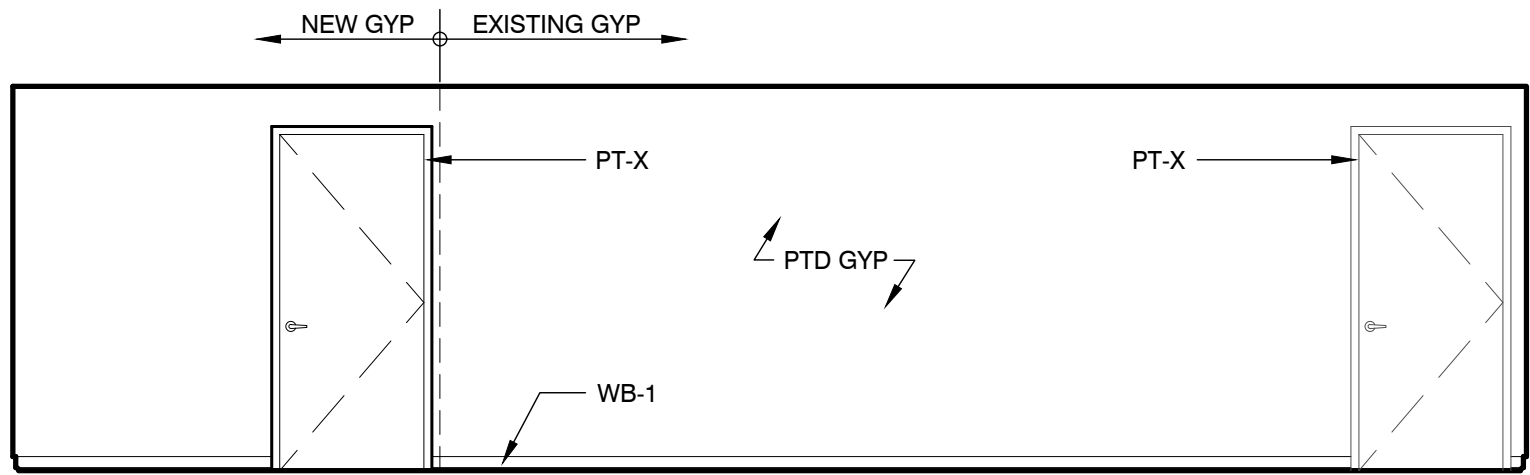 NEW GYP
EXISTING GYP
PT-X
PT-X
PTD GYP
WB-1